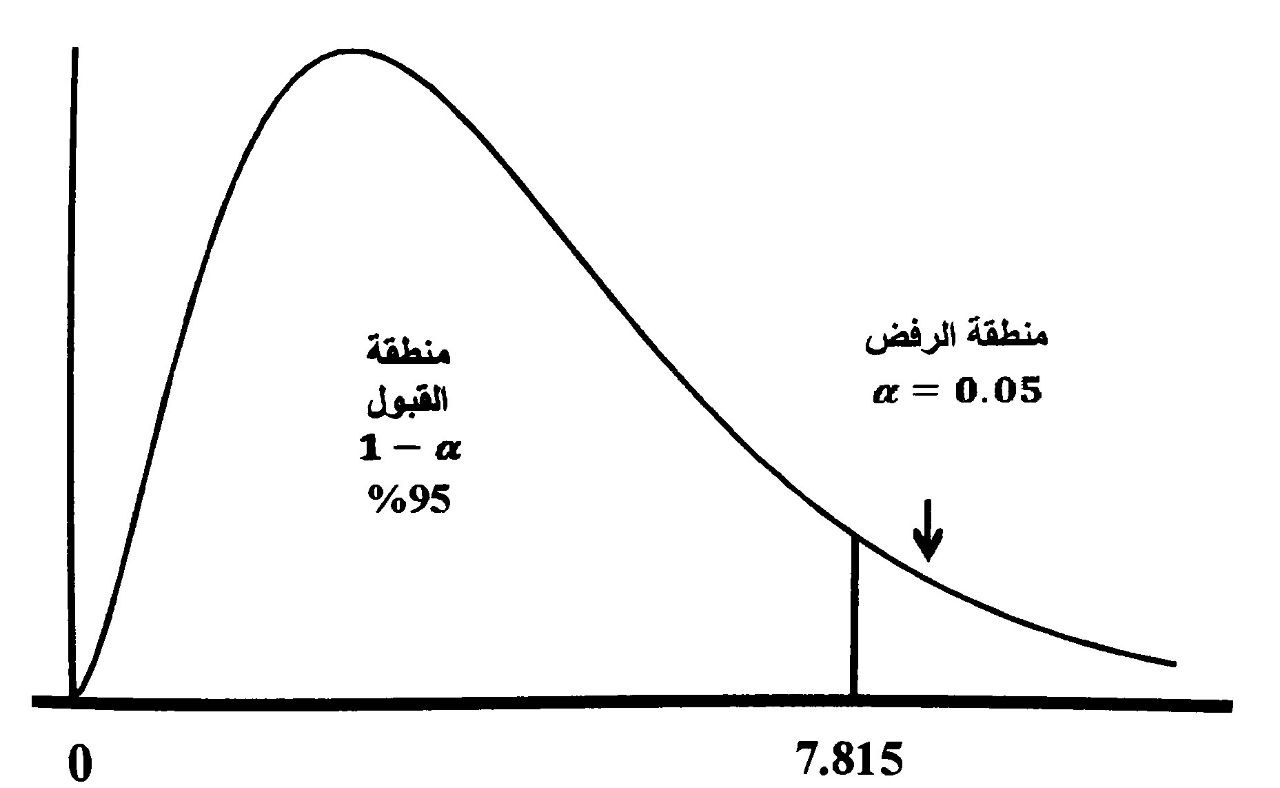 منطقة الرفض
α = 0.05
منطقة
القبول
1 − α
%95
0
7.815